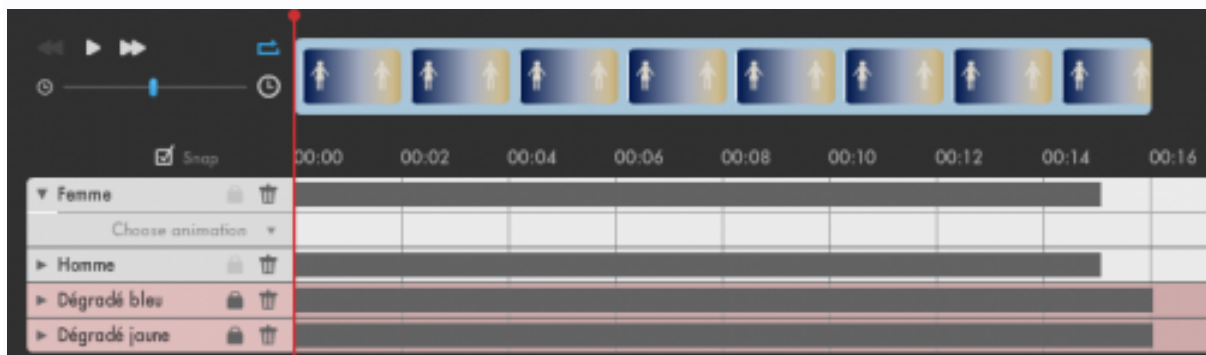 Snap
00:00 00:02 00:04 00:06 00:08 00:10 00:12 00:14 00:16
Femme
Choose animation
Homme
Dégradé bleu
Dégradé jaune